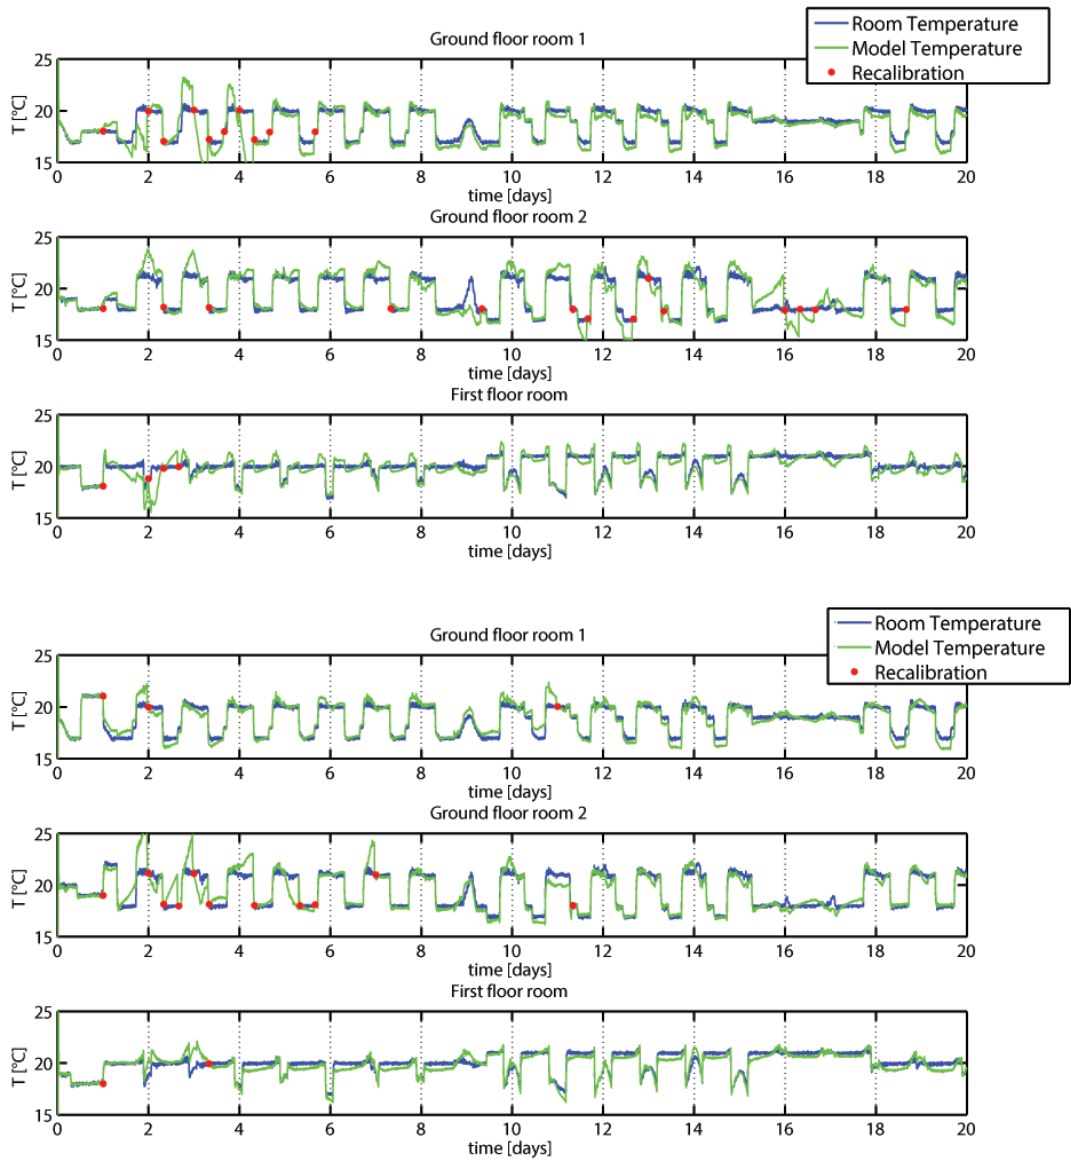 Room Temperature
Model Temperature
Recalibration
Ground floor room 1
T [°C]
25
20
15
0 2 4 6 8 10 12 14 16 18 20
time [days]
Ground floor room 2
T [°C]
25
20
15
0 2 4 6 8 10 12 14 16 18 20
time [days]
First floor room
T [°C]
25
20
15
0 2 4 6 8 10 12 14 16 18 20
time [days]
Room Temperature
Model Temperature
Recalibration
Ground floor room 1
T [°C]
25
20
15
0 2 4 6 8 10 12 14 16 18 20
time [days]
Ground floor room 2
T [°C]
25
20
15
0 2 4 6 8 10 12 14 16 18 20
time [days]
First floor room
T [°C]
25
20
15
0 2 4 6 8 10 12 14 16 18 20
time [days]